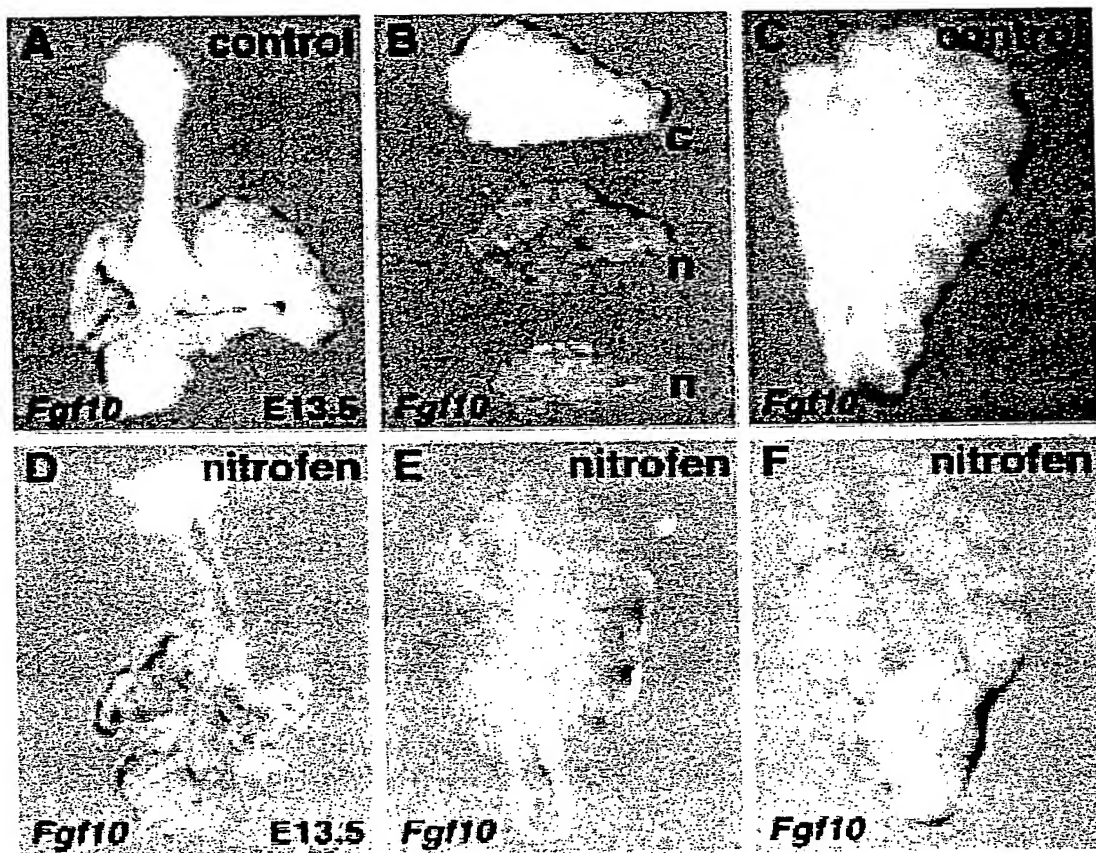 A control
B
C control
c
n
n
Fgf10 E13.5
Fgf10
Fgf10
D nitrofen
E nitrofen
F nitrofen
Fgf10 E13.5
Fgf10
Fgf10